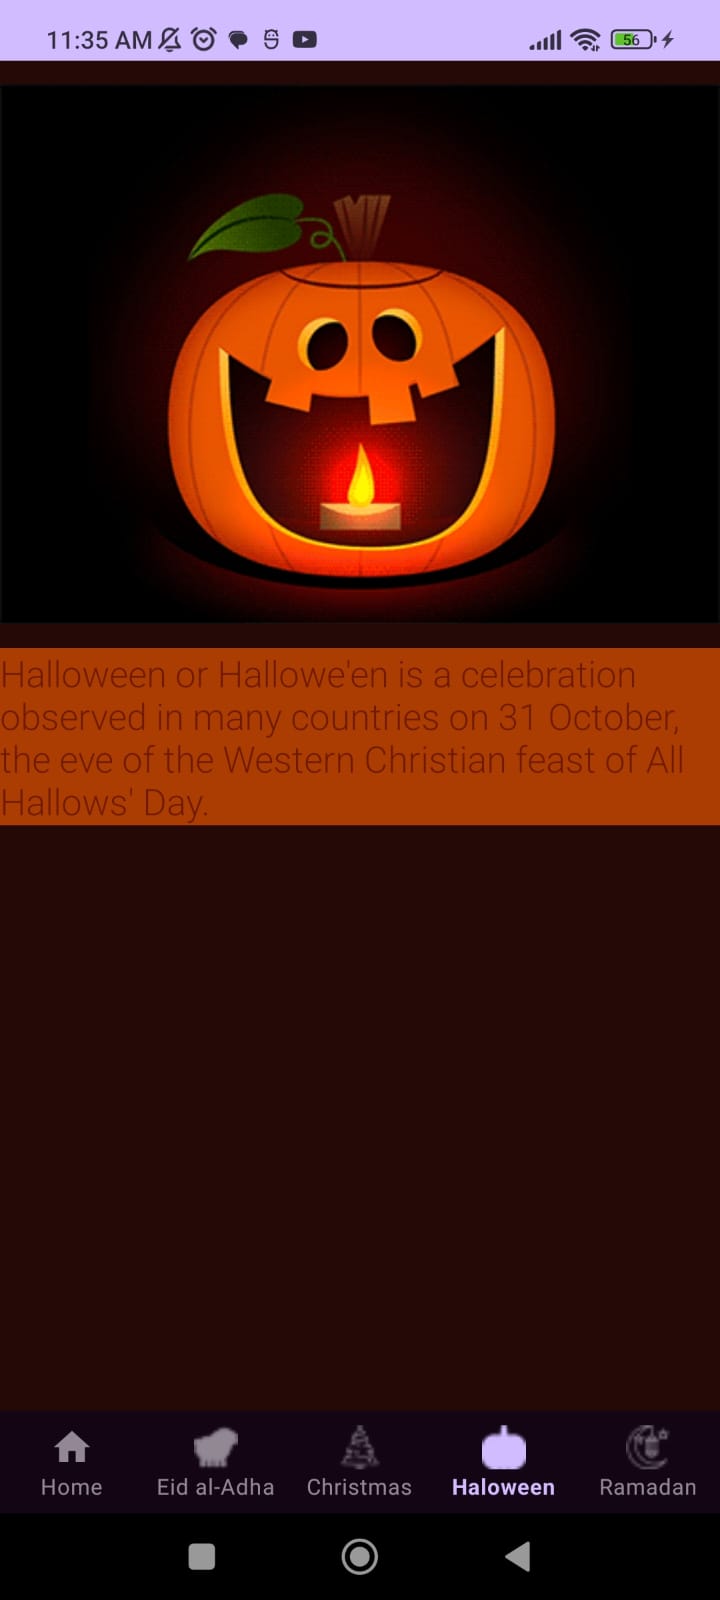 11:35 AM
56
Halloween or Hallowe'en is a celebration
observed in many countries on 31 October,
the eve of the Western Christian feast of All
Hallows' Day.
Home
Eid al-Adha
Christmas
Haloween
Ramadan